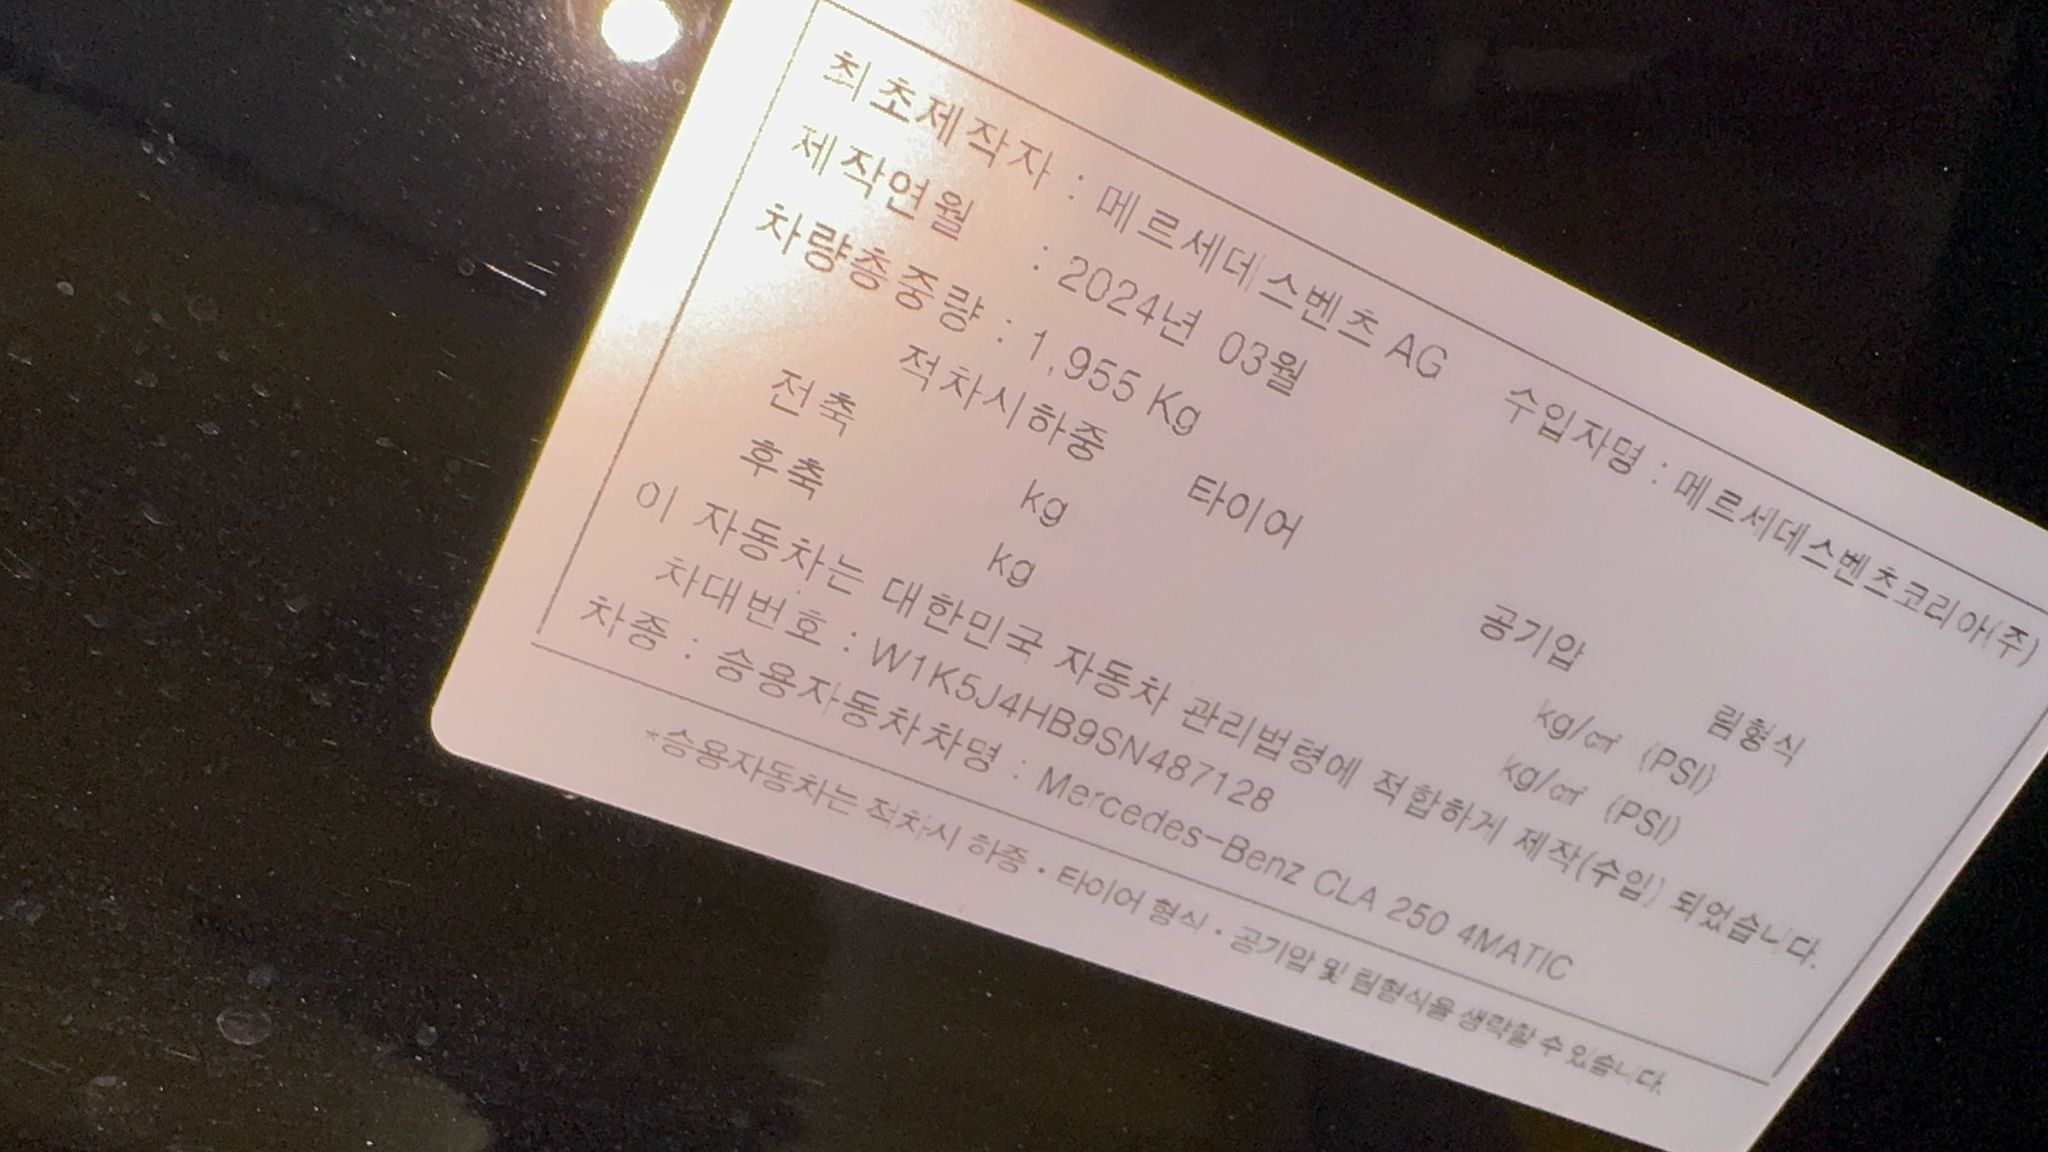 최초제작자 : 메르세데스벤츠 AG 수입자명 : 메르세데스벤츠코리아(주)
제작연월 : 2024년 03월
차량총중량 : 1,955 Kg
적차시하중 타이어 공기압 림형식
전축 kg kg/㎠ (PSI)
후축 kg kg/㎠ (PSI)
이 자동차는 대한민국 자동차 관리법령에 적합하게 제작(수입) 되었습니다.
차대번호 : W1K5J4HB9SN487128
차종 : 승용자동차 차명 : Mercedes-Benz CLA 250 4MATIC
*승용자동차는 적차시 하중·타이어 형식·공기압 및 림형식을 생략할 수 있습니다.